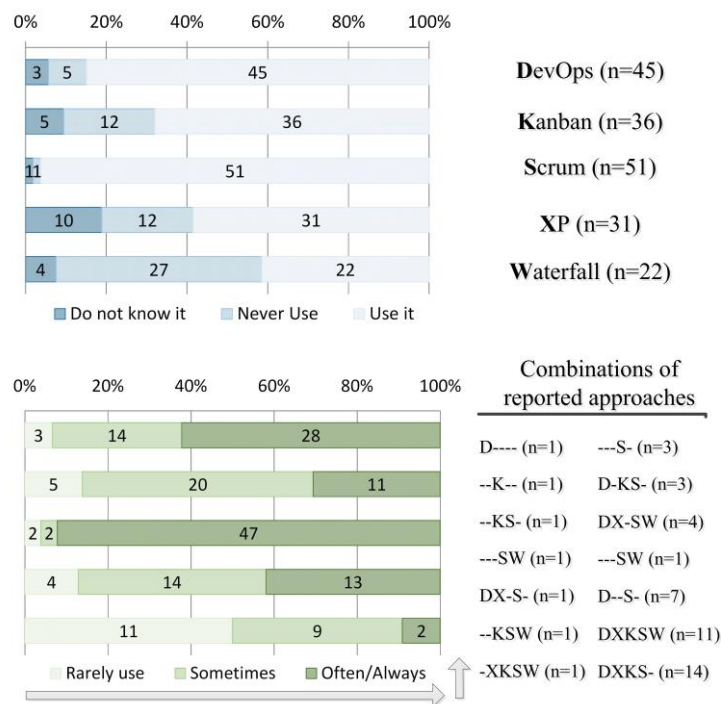 0% 20% 40% 60% 80% 100%
3 5 45 DevOps (n=45)
5 12 36 Kanban (n=36)
1 1 51 Scrum (n=51)
10 12 31 XP (n=31)
4 27 22 Waterfall (n=22)
Do not know it Never Use Use it
Combinations of
reported approaches
0% 20% 40% 60% 80% 100%
3 14 28
5 20 11
2 2 47
4 14 13
11 9 2
Rarely use Sometimes Often/Always
D---- (n=1) ---S- (n=3)
--K-- (n=1) D-KS- (n=3)
--KS- (n=1) DX-SW (n=4)
---SW (n=1) ---SW (n=1)
DX-S- (n=1) D--S- (n=7)
--KSW (n=1) DXKSW (n=11)
-XKSW (n=1) DXKS- (n=14)